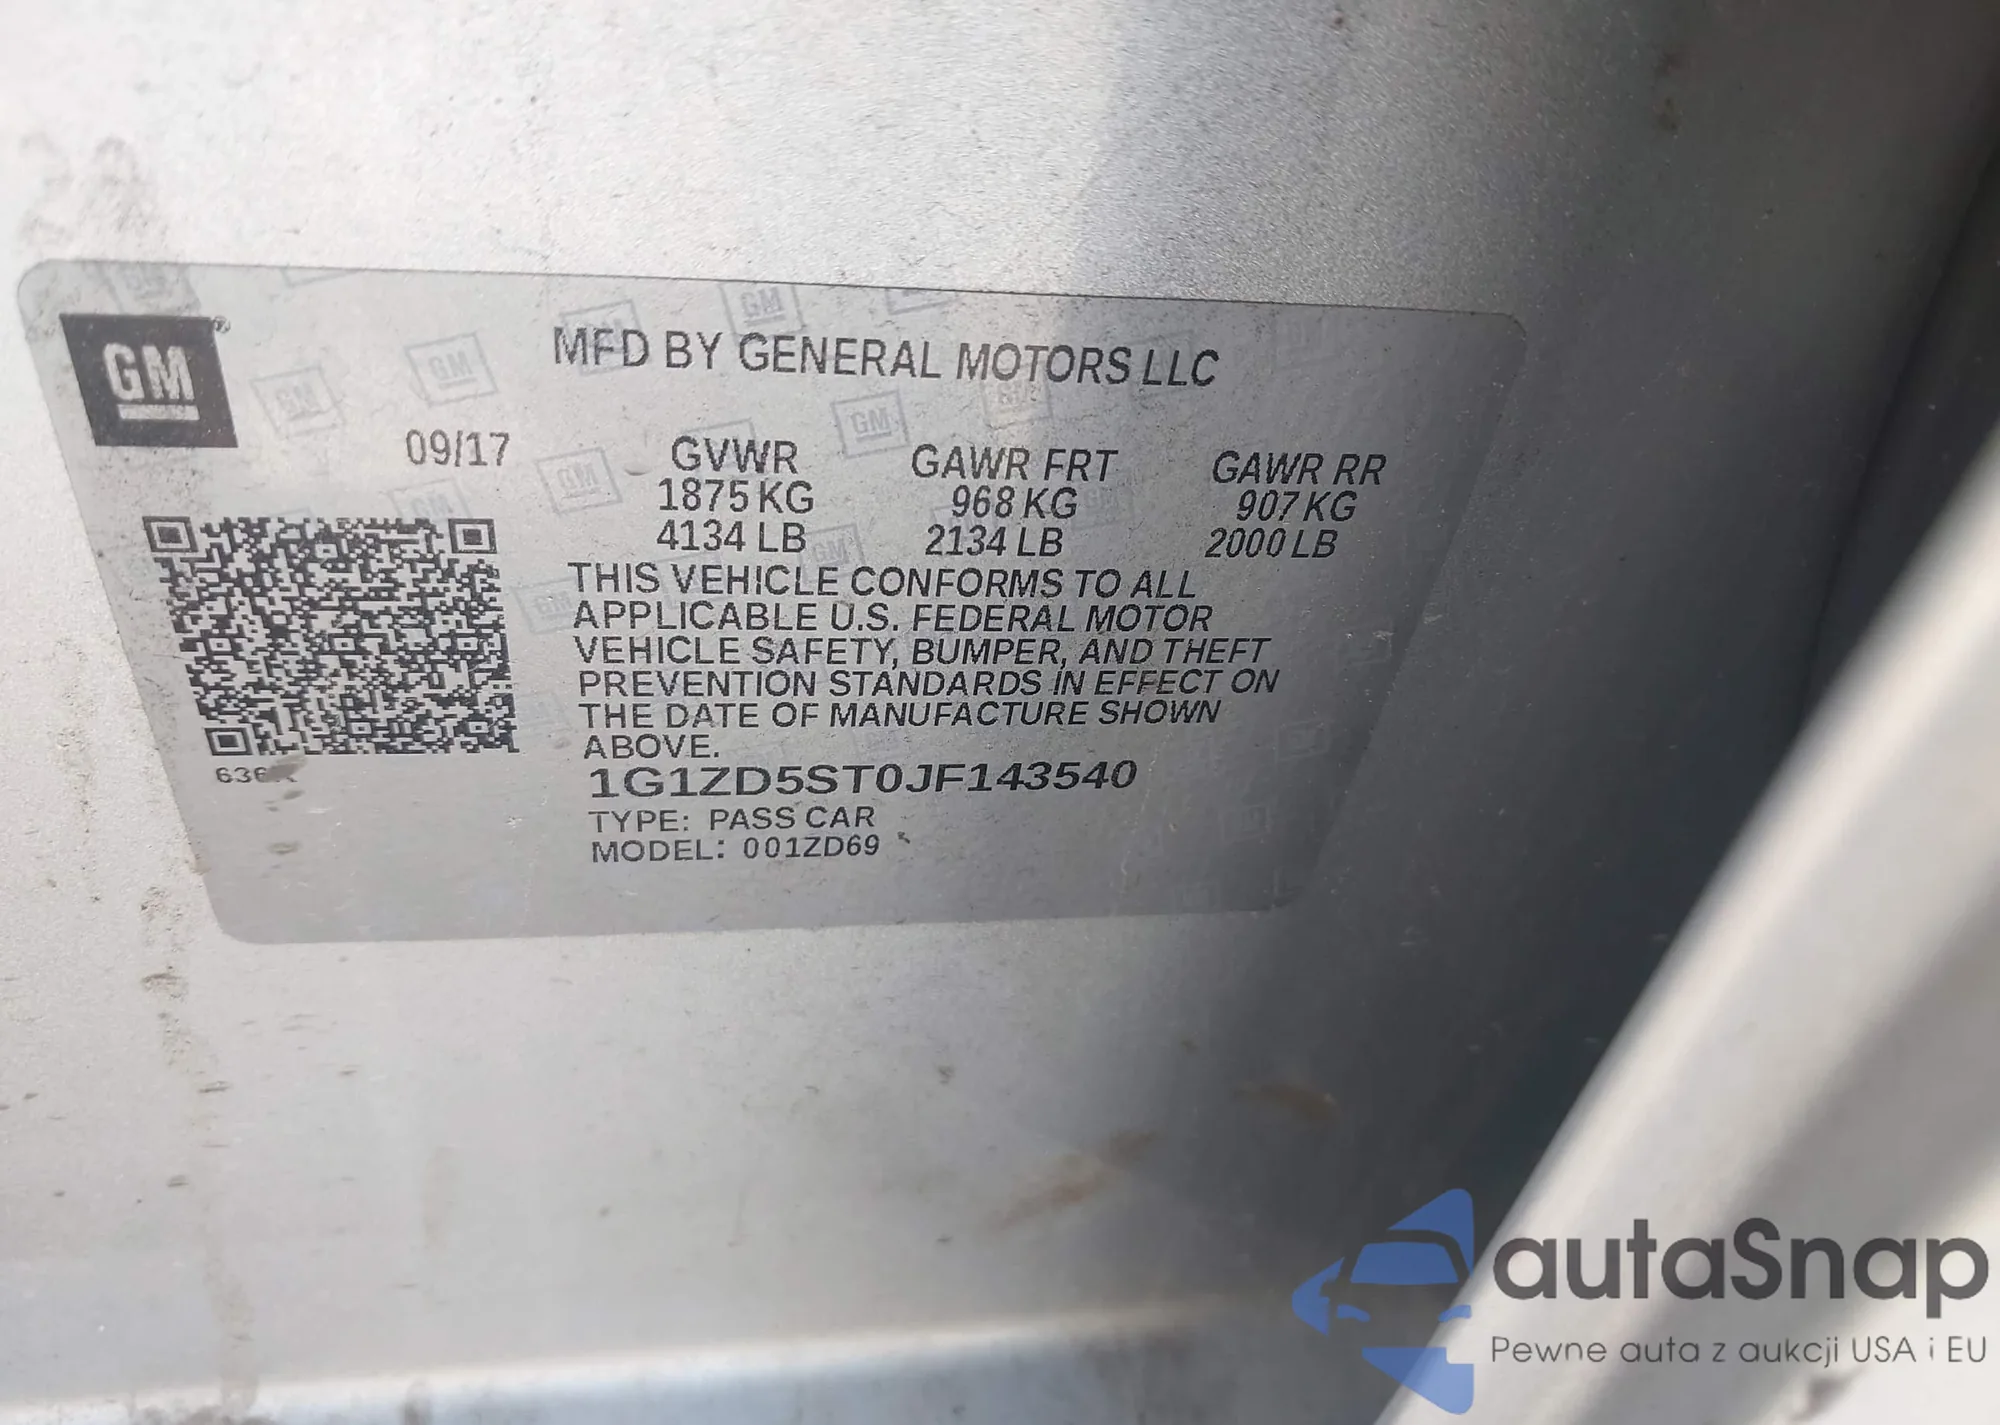 GM
MFD BY GENERAL MOTORS LLC
09/17
GVWR GAWR FRT GAWR RR
1875 KG 968 KG 907 KG
4134 LB 2134 LB 2000 LB
THIS VEHICLE CONFORMS TO ALL
APPLICABLE U.S. FEDERAL MOTOR
VEHICLE SAFETY, BUMPER, AND THEFT
PREVENTION STANDARDS IN EFFECT ON
THE DATE OF MANUFACTURE SHOWN
ABOVE.
1G1ZD5ST0JF143540
TYPE: PASS CAR
MODEL: 001ZD69
autaSnap
Pewne auta z aukcji USA i EU